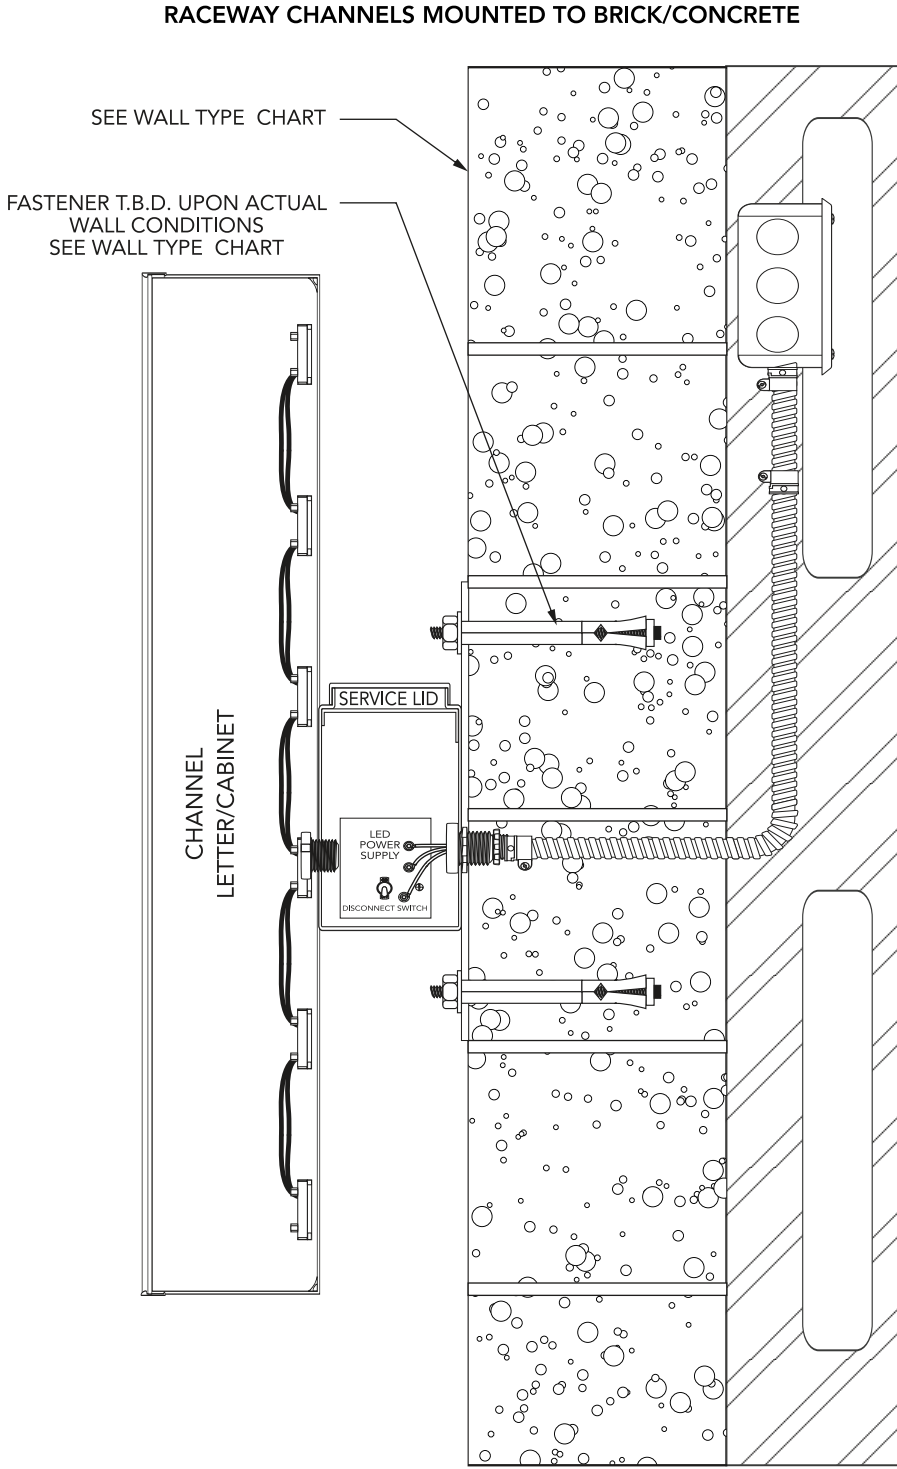 RACEWAY CHANNELS MOUNTED TO BRICK/CONCRETE
SEE WALL TYPE CHART
FASTENER T.B.D. UPON ACTUAL
WALL CONDITIONS
SEE WALL TYPE CHART
SERVICE LID
CHANNEL
LETTER/CABINET
LED
POWER
SUPPLY
DISCONNECT SWITCH